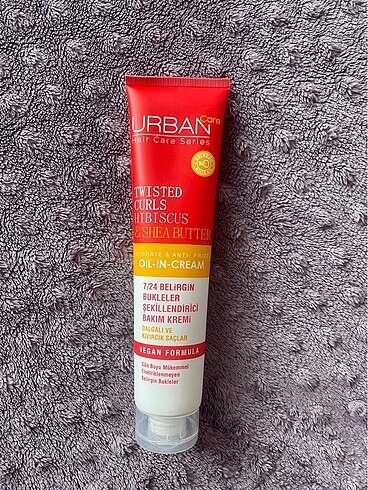 URBAN Care
Hair Care Series
TWISTED
CURLS
HIBISCUS
& SHEA BUTTER
HYDRATE & ANTI-FRIZZ
OIL-IN-CREAM
7/24 BELİRGİN
BUKLELER
ŞEKİLLENDİRİCİ
BAKIM KREMİ
DALGALI VE
KIVIRCIK SAÇLAR
VEGAN FORMULA
Gün Boyu Mükemmel
Elektriklenmeyen
Belirgin Bukleler